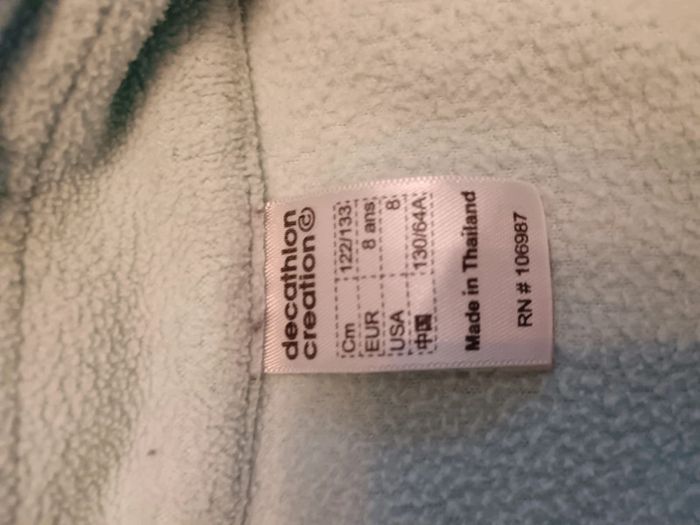 decathlon
creation©
Cm 122/133
EUR 8 ans
USA 8
中国 130/64A
Made in Thailand
RN # 106987